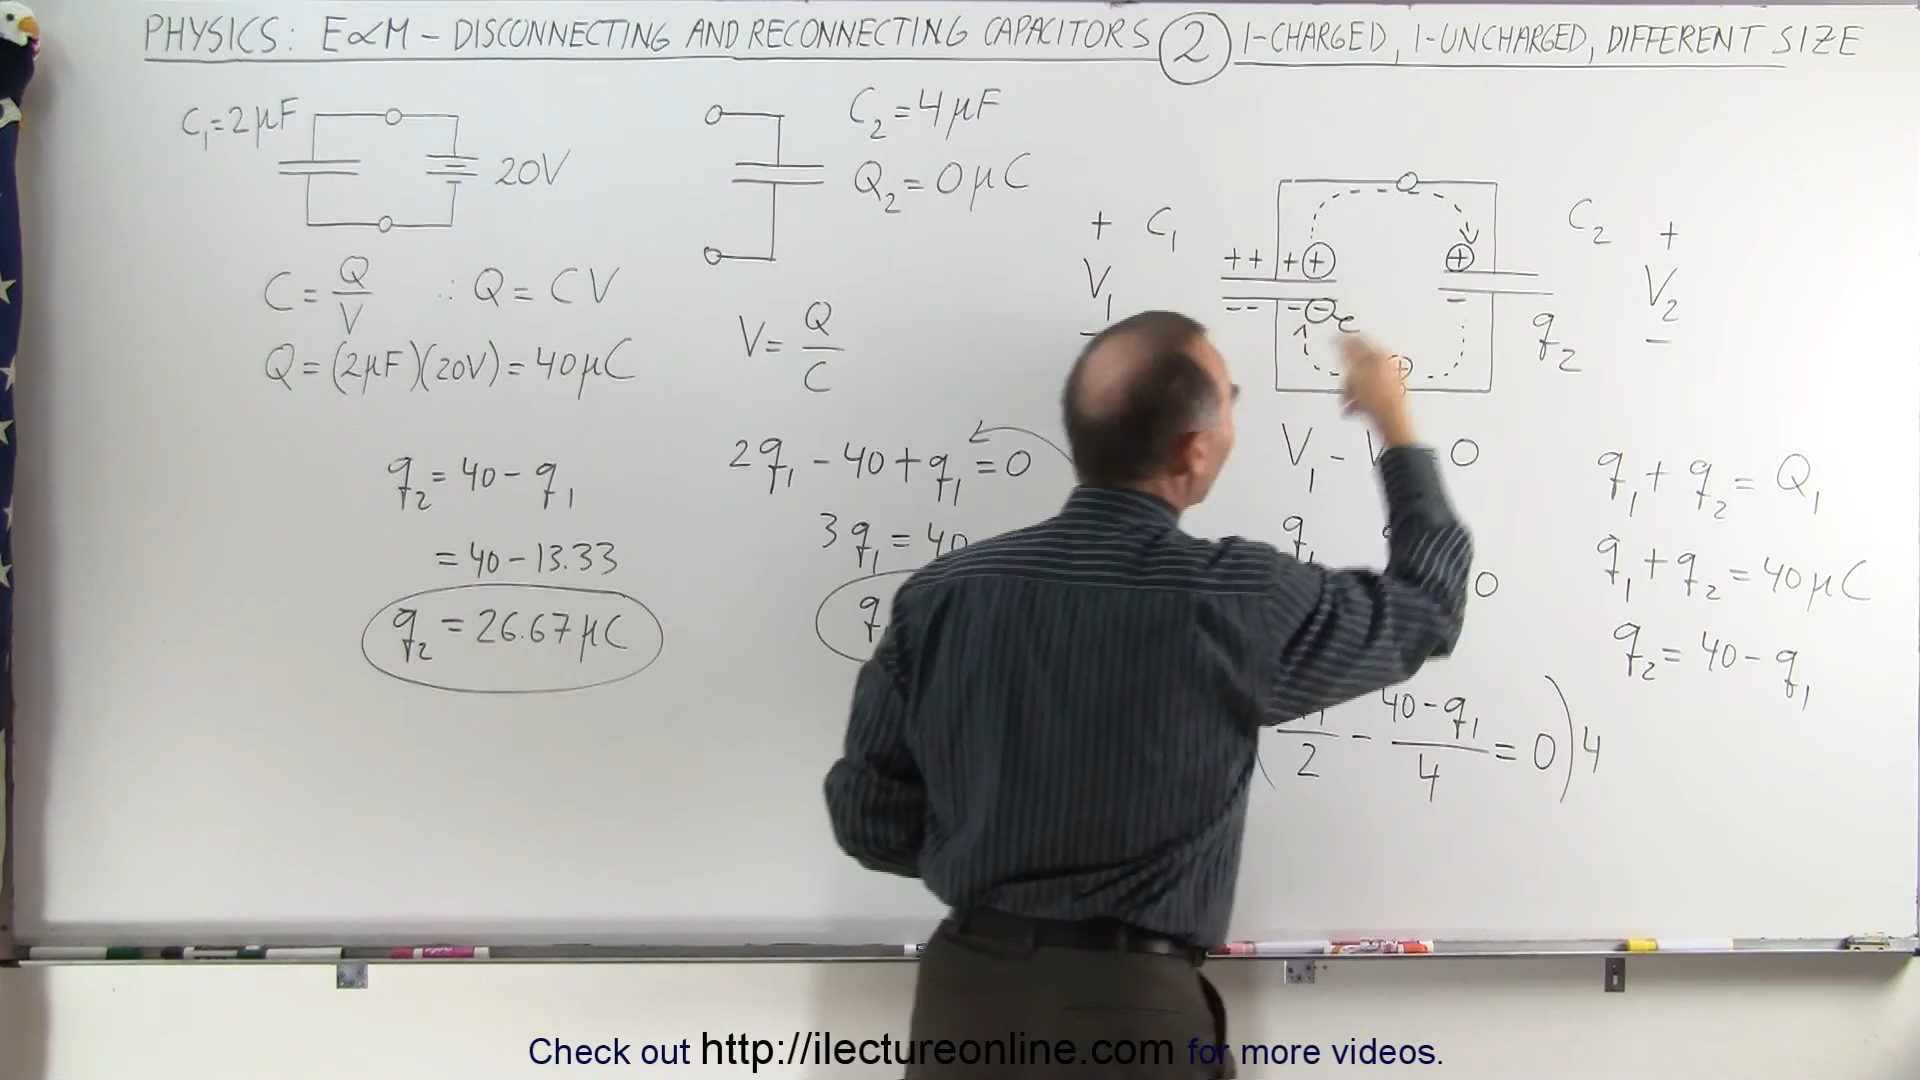 PHYSICS: E∝M – DISCONNECTING AND RECONNECTING CAPACITORS 2 1-CHARGED, 1-UNCHARGED, DIFFERENT SIZE
C₁=2μF
20V
C = Q/V ∴ Q = CV
Q = (2μF)(20V) = 40μC
q₂ = 40 - q₁
= 40 - 13.33
q₂ = 26.67μC
C₂ = 4μF
Q₂ = 0μC
V = Q/C
2q₁ - 40 + q₁ = 0
3q₁ = 40
q
+ C₁
V₁
-
++ + +
-- - -
+
-
+
C₂ +
V₂
-
q₂
V₁ - V 0
q₁
0
2 - (40 - q₁)/4 = 0) 4
q₁ + q₂ = Q₁
q₁ + q₂ = 40μC
q₂ = 40 - q₁
Check out http://ilectureonline.com for more videos.